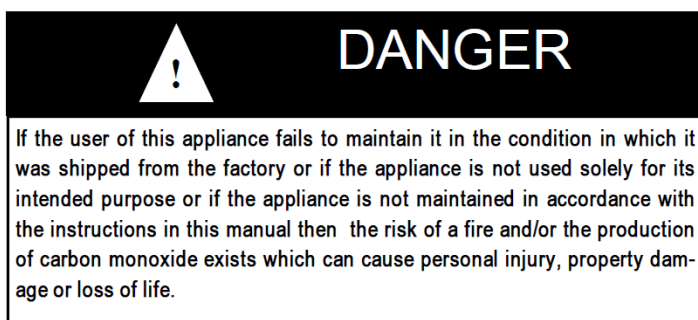 ! DANGER
If the user of this appliance fails to maintain it in the condition in which it
was shipped from the factory or if the appliance is not used solely for its
intended purpose or if the appliance is not maintained in accordance with
the instructions in this manual then the risk of a fire and/or the production
of carbon monoxide exists which can cause personal injury, property dam-
age or loss of life.